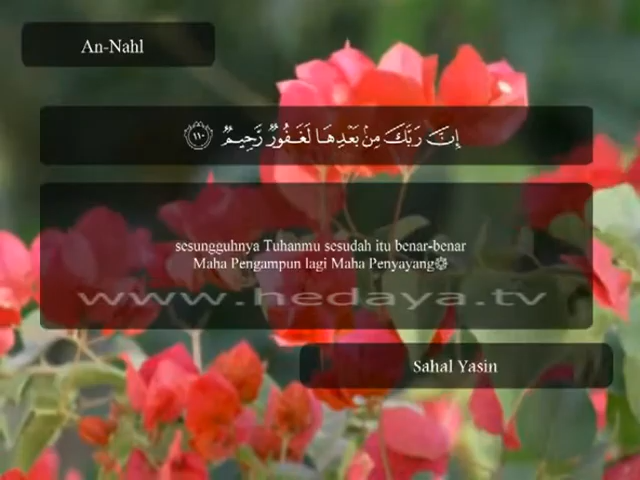 An-Nahl
إِنَّ رَبَّكَ مِنۢ بَعْدِهَا لَغَفُورٌ رَّحِيمٌ ﴿١١٠﴾
sesungguhnya Tuhanmu sesudah itu benar-benar
Maha Pengampun lagi Maha Penyayang
www.hedaya.tv
Sahal Yasin